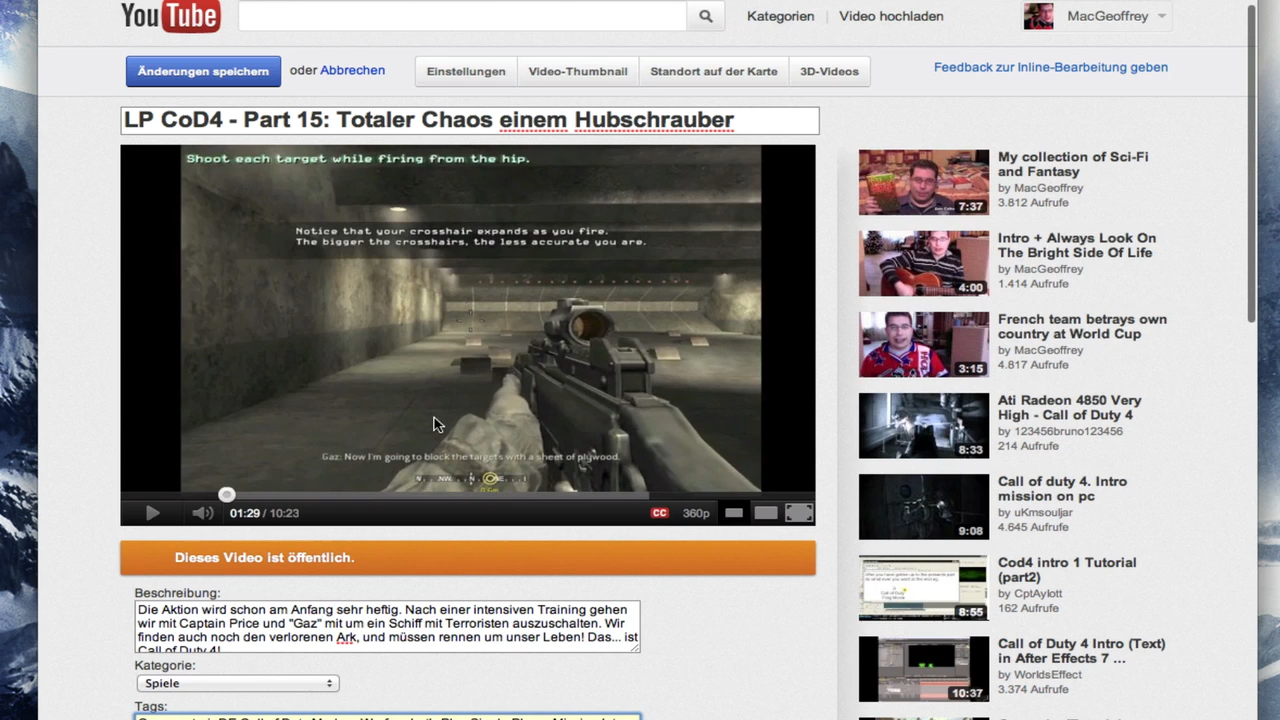 YouTube
Kategorien | Video hochladen
MacGeoffrey
Änderungen speichern oder Abbrechen
Einstellungen Video-Thumbnail Standort auf der Karte 3D-Videos
Feedback zur Inline-Bearbeitung geben
LP CoD4 - Part 15: Totaler Chaos einem Hubschrauber
Shoot each target while firing from the hip.
Notice that your crosshair expands as you fire.
The bigger the crosshairs, the less accurate you are.
Gaz: Now I'm going to block the targets with a sheet of plywood.
01:29 / 10:23
CC 360p
Dieses Video ist öffentlich.
Beschreibung:
Die Aktion wird schon am Anfang sehr heftig. Nach einer intensiven Training gehen
wir mit Captain Price und "Gaz" mit um ein Schiff mit Terroristen auszuschalten. Wir
finden auch noch den verlorenen Ark, und müssen rennen um unser Leben! Das... ist
Call of Duty 4!
Kategorie:
Spiele
Tags:
My collection of Sci-Fi
and Fantasy
by MacGeoffrey
3.812 Aufrufe
7:37
Intro + Always Look On
The Bright Side Of Life
by MacGeoffrey
1.414 Aufrufe
4:00
French team betrays own
country at World Cup
by MacGeoffrey
4.817 Aufrufe
3:15
Ati Radeon 4850 Very
High - Call of Duty 4
by 123456bruno123456
214 Aufrufe
8:33
Call of duty 4. Intro
mission on pc
by uKmsouljar
4.645 Aufrufe
9:08
Cod4 intro 1 Tutorial
(part2)
by CptAylott
162 Aufrufe
8:55
Call of Duty 4 Intro (Text)
in After Effects 7 ...
by WorldsEffect
3.374 Aufrufe
10:37